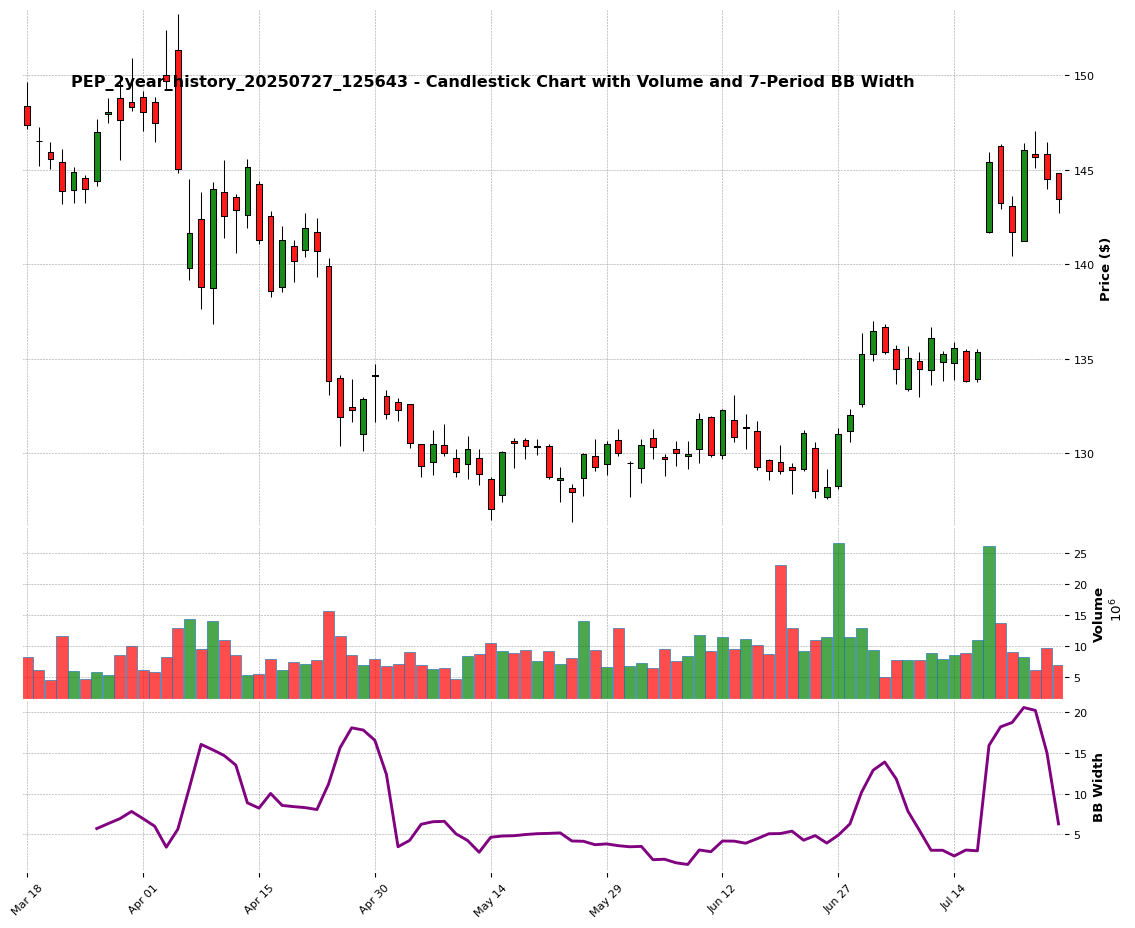 PEP_2year_history_20250727_125643 - Candlestick Chart with Volume and 7-Period BB Width
150
145
140
135
130
Price ($)
25
20
15
10
5
Volume
10^6
20
15
10
5
BB Width
Mar 18
Apr 01
Apr 15
Apr 30
May 14
May 29
Jun 12
Jun 27
Jul 14